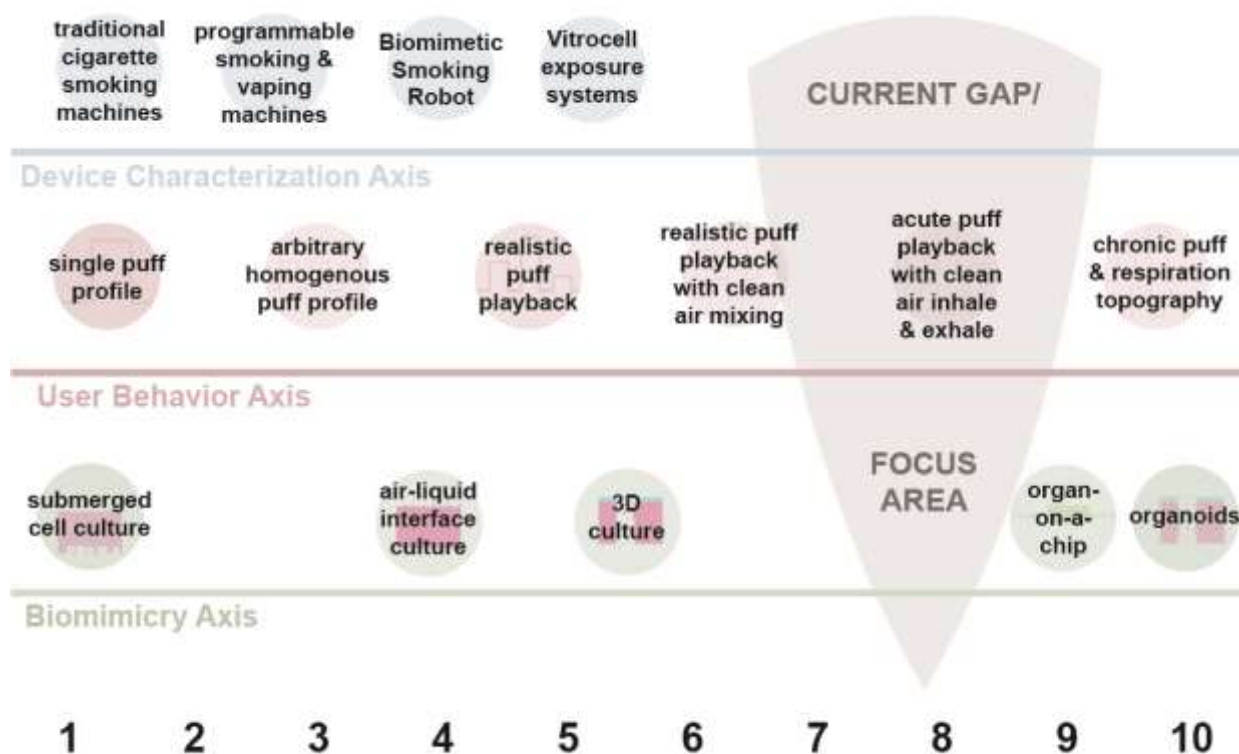 traditional
cigarette
smoking
machines
programmable
smoking &
vaping
machines
Biomimetic
Smoking
Robot
Vitrocell
exposure
systems
CURRENT GAP/
Device Characterization Axis
single puff
profile
arbitrary
homogenous
puff profile
realistic
puff
playback
realistic puff
playback
with clean
air mixing
acute puff
playback
with clean
air inhale
& exhale
chronic puff
& respiration
topography
User Behavior Axis
submerged
cell culture
air-liquid
interface
culture
3D
culture
FOCUS
AREA
organ-
on-a-
chip
organoids
Biomimicry Axis
1 2 3 4 5 6 7 8 9 10